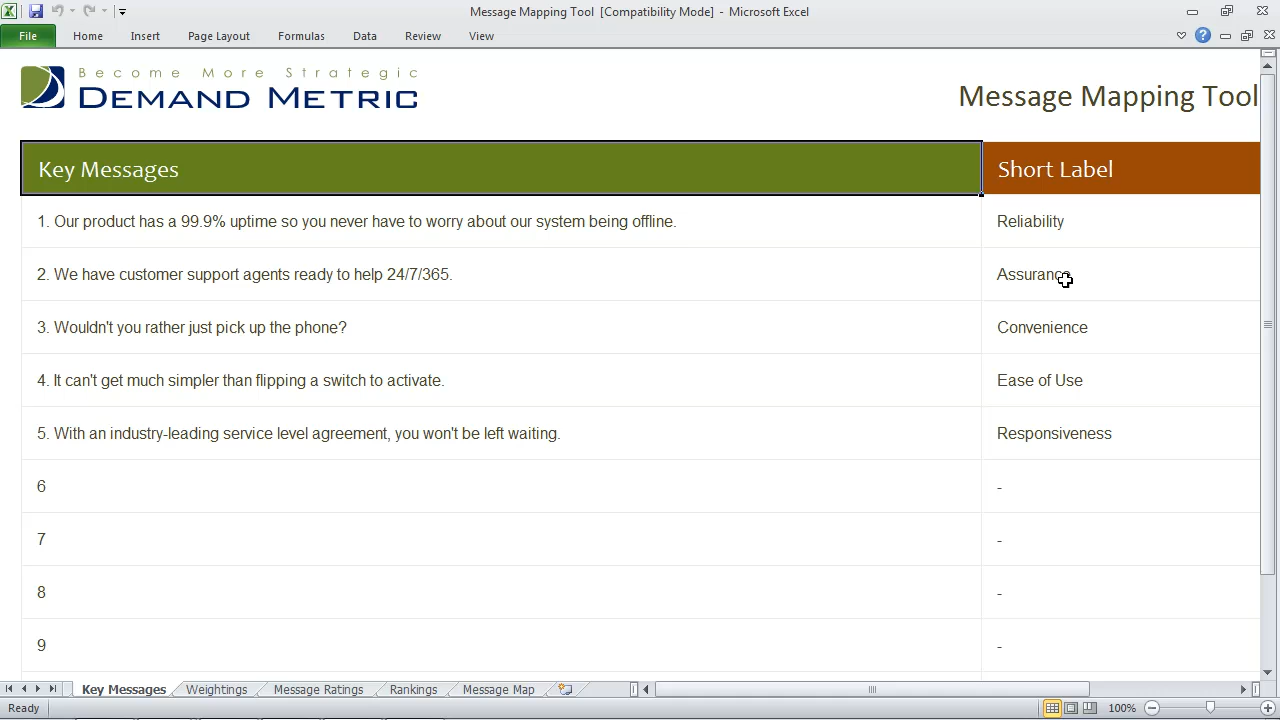 Message Mapping Tool [Compatibility Mode] - Microsoft Excel
File Home Insert Page Layout Formulas Data Review View
Become More Strategic
DEMAND METRIC
Message Mapping Tool
Key Messages Short Label
1. Our product has a 99.9% uptime so you never have to worry about our system being offline. Reliability
2. We have customer support agents ready to help 24/7/365. Assurance
3. Wouldn't you rather just pick up the phone? Convenience
4. It can't get much simpler than flipping a switch to activate. Ease of Use
5. With an industry-leading service level agreement, you won't be left waiting. Responsiveness
6 -
7 -
8 -
9 -
Key Messages Weightings Message Ratings Rankings Message Map
Ready 100%